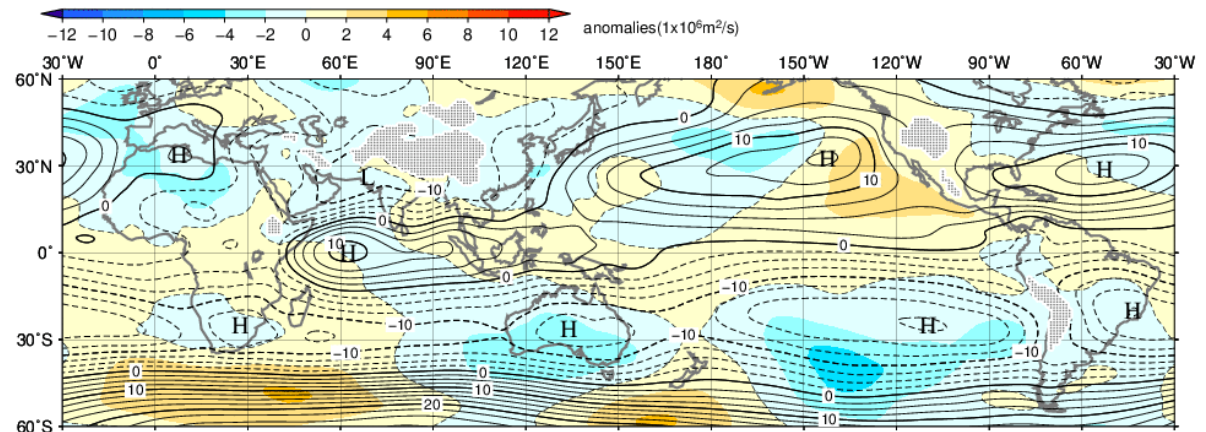 −12 −10 −8 −6 −4 −2 0 2 4 6 8 10 12 anomalies(1x10⁶m²/s)
30°W 0° 30°E 60°E 90°E 120°E 150°E 180° 150°W 120°W 90°W 60°W 30°W
60°N
0
10 10
H H
30°N H
L 10
−10
0
0
10 0
0° H
0
−10
H
−10 H H H
−10
30°S
−10 −10
0 0
10 10
0
20
10
60°S